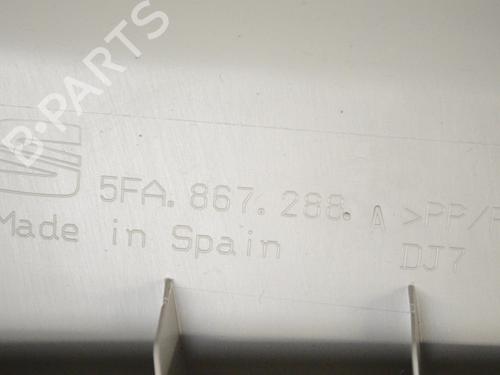 B-PARTS
5FA.867.288. A >PP/
Made in Spain
DJ7